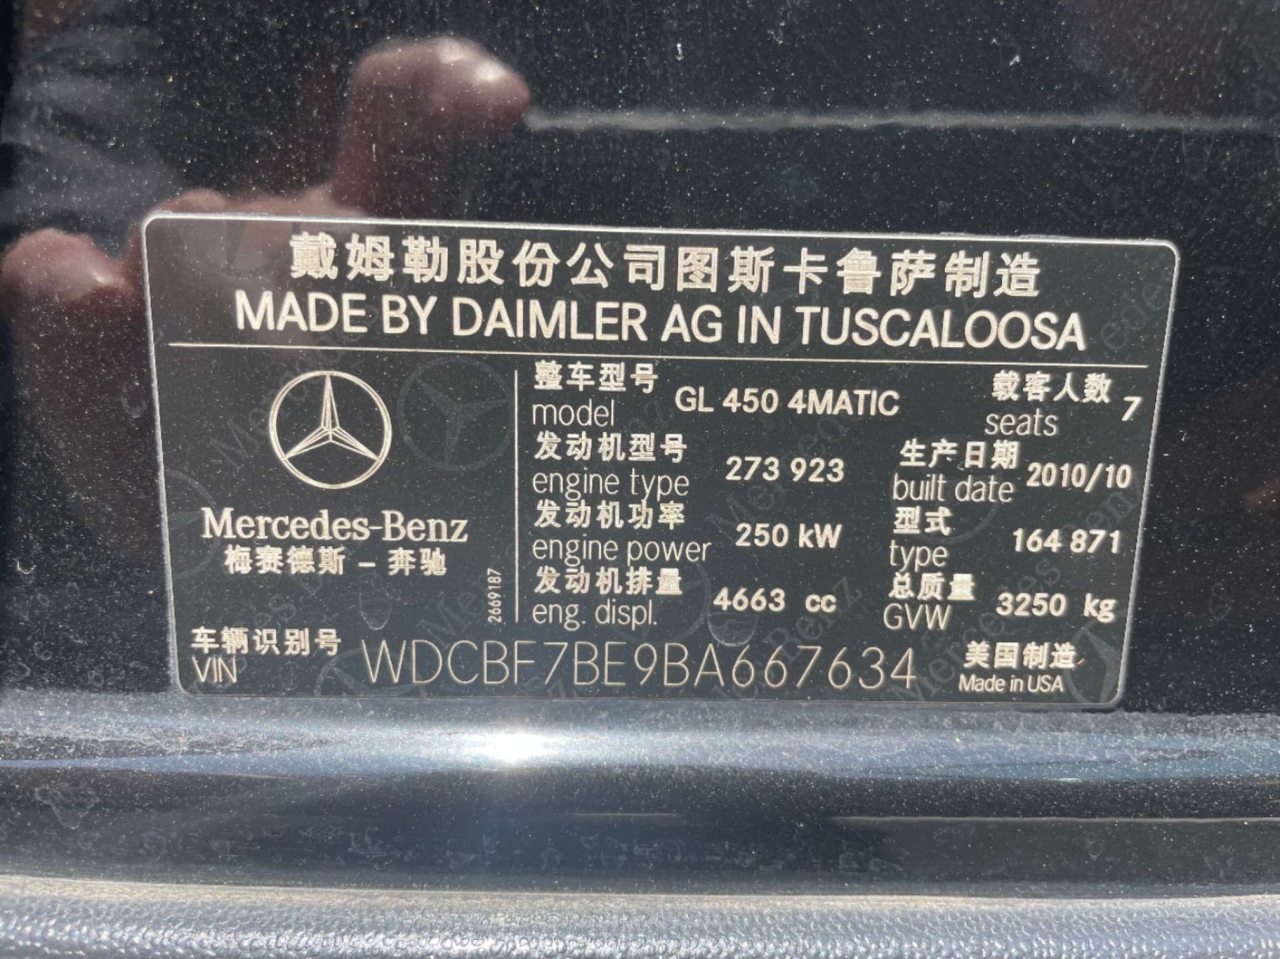 戴姆勒股份公司图斯卡鲁萨制造
MADE BY DAIMLER AG IN TUSCALOOSA
整车型号
model
GL 450 4MATIC
载客人数
seats
7
发动机型号
engine type
273 923
生产日期
built date
2010/10
发动机功率
engine power
250 kW
型式
type
164 871
发动机排量
eng. displ.
4663 cc
总质量
GVW
3250 kg
Mercedes-Benz
梅赛德斯-奔驰
2669187
车辆识别号
VIN
WDCBF7BE9BA667634
美国制造
Made in USA